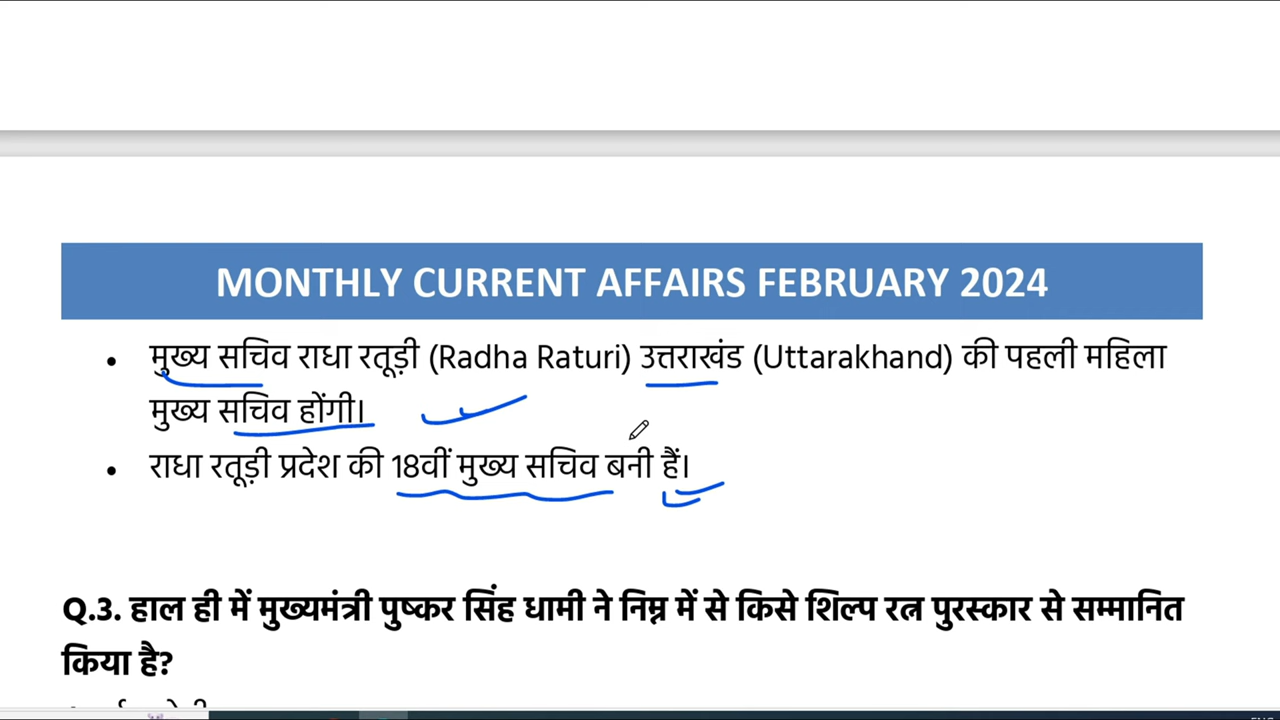 MONTHLY CURRENT AFFAIRS FEBRUARY 2024
• मुख्य सचिव राधा रतूड़ी (Radha Raturi) उत्तराखंड (Uttarakhand) की पहली महिला
मुख्य सचिव होंगी।
• राधा रतूड़ी प्रदेश की 18वीं मुख्य सचिव बनी हैं।
Q.3. हाल ही में मुख्यमंत्री पुष्कर सिंह धामी ने निम्न में से किसे शिल्प रत्न पुरस्कार से सम्मानित
किया है?